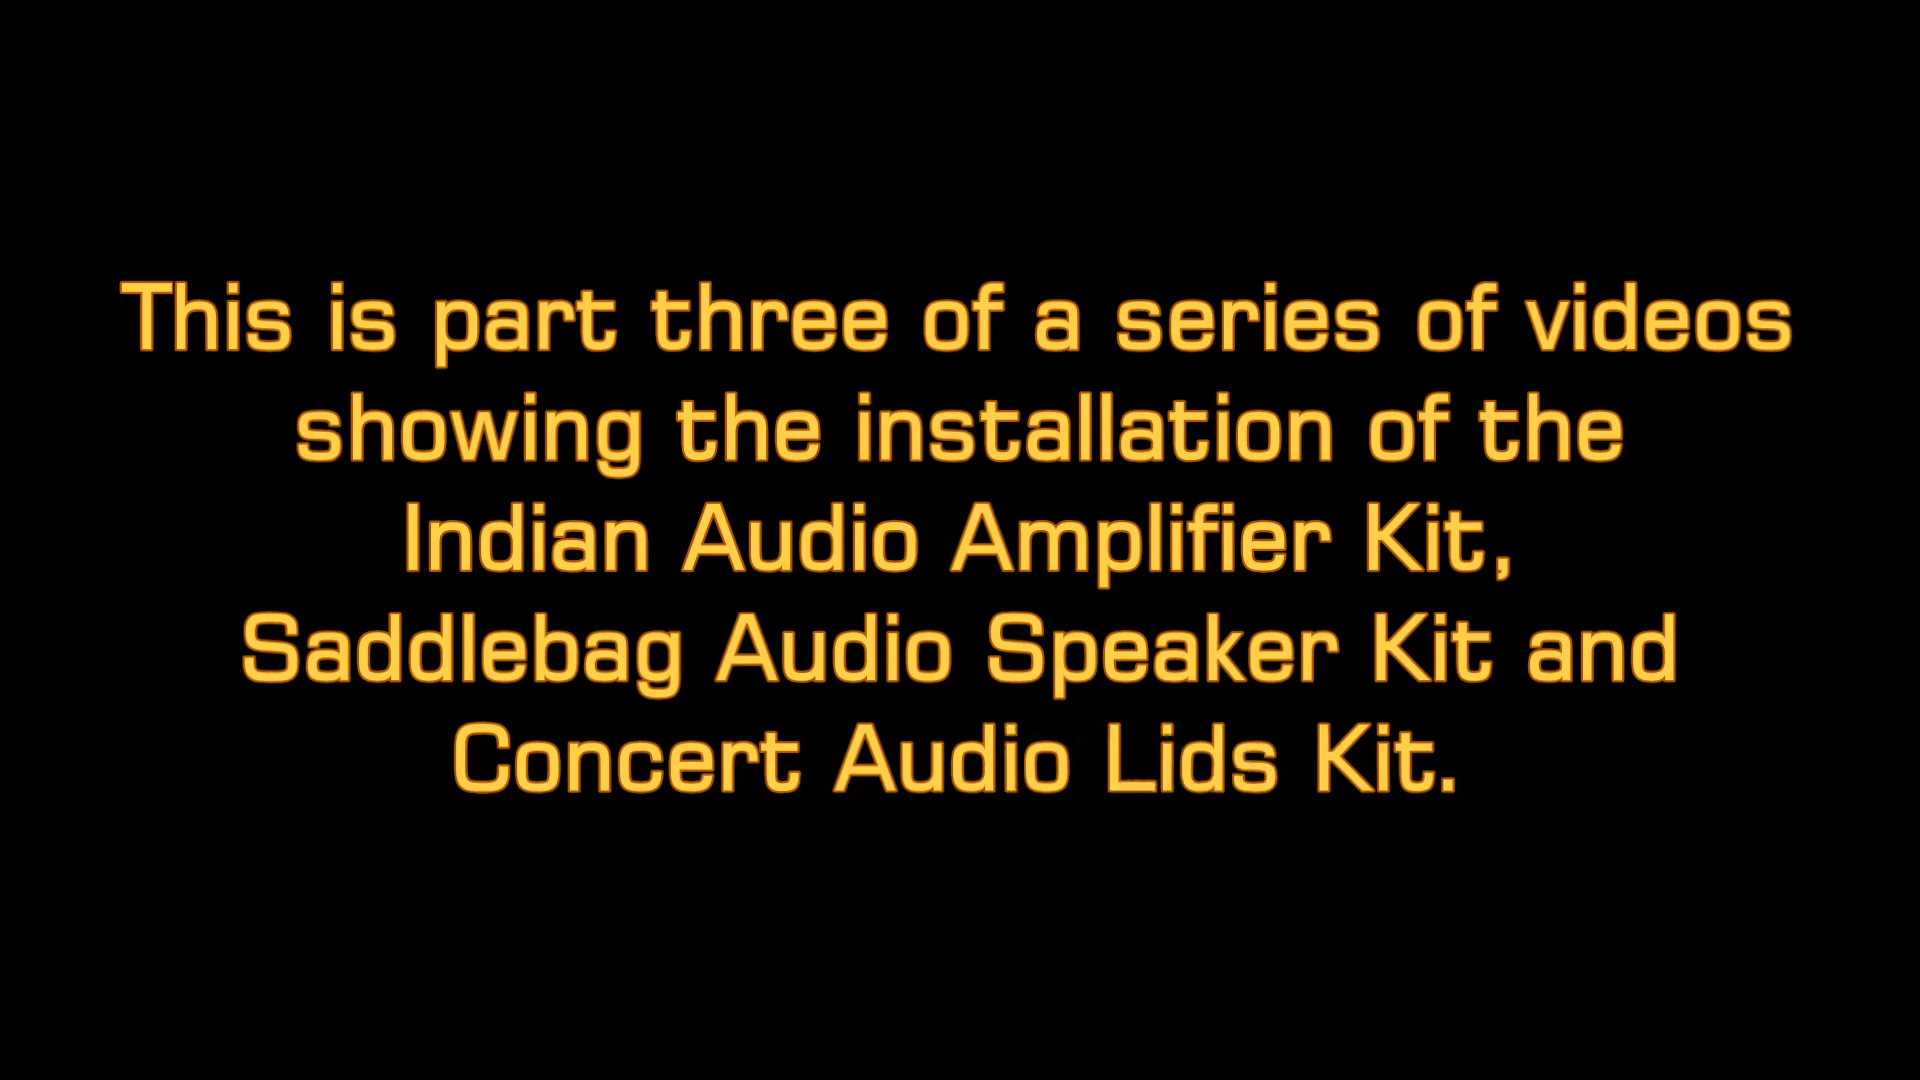 This is part three of a series of videos
showing the installation of the
Indian Audio Amplifier Kit,
Saddlebag Audio Speaker Kit and
Concert Audio Lids Kit.